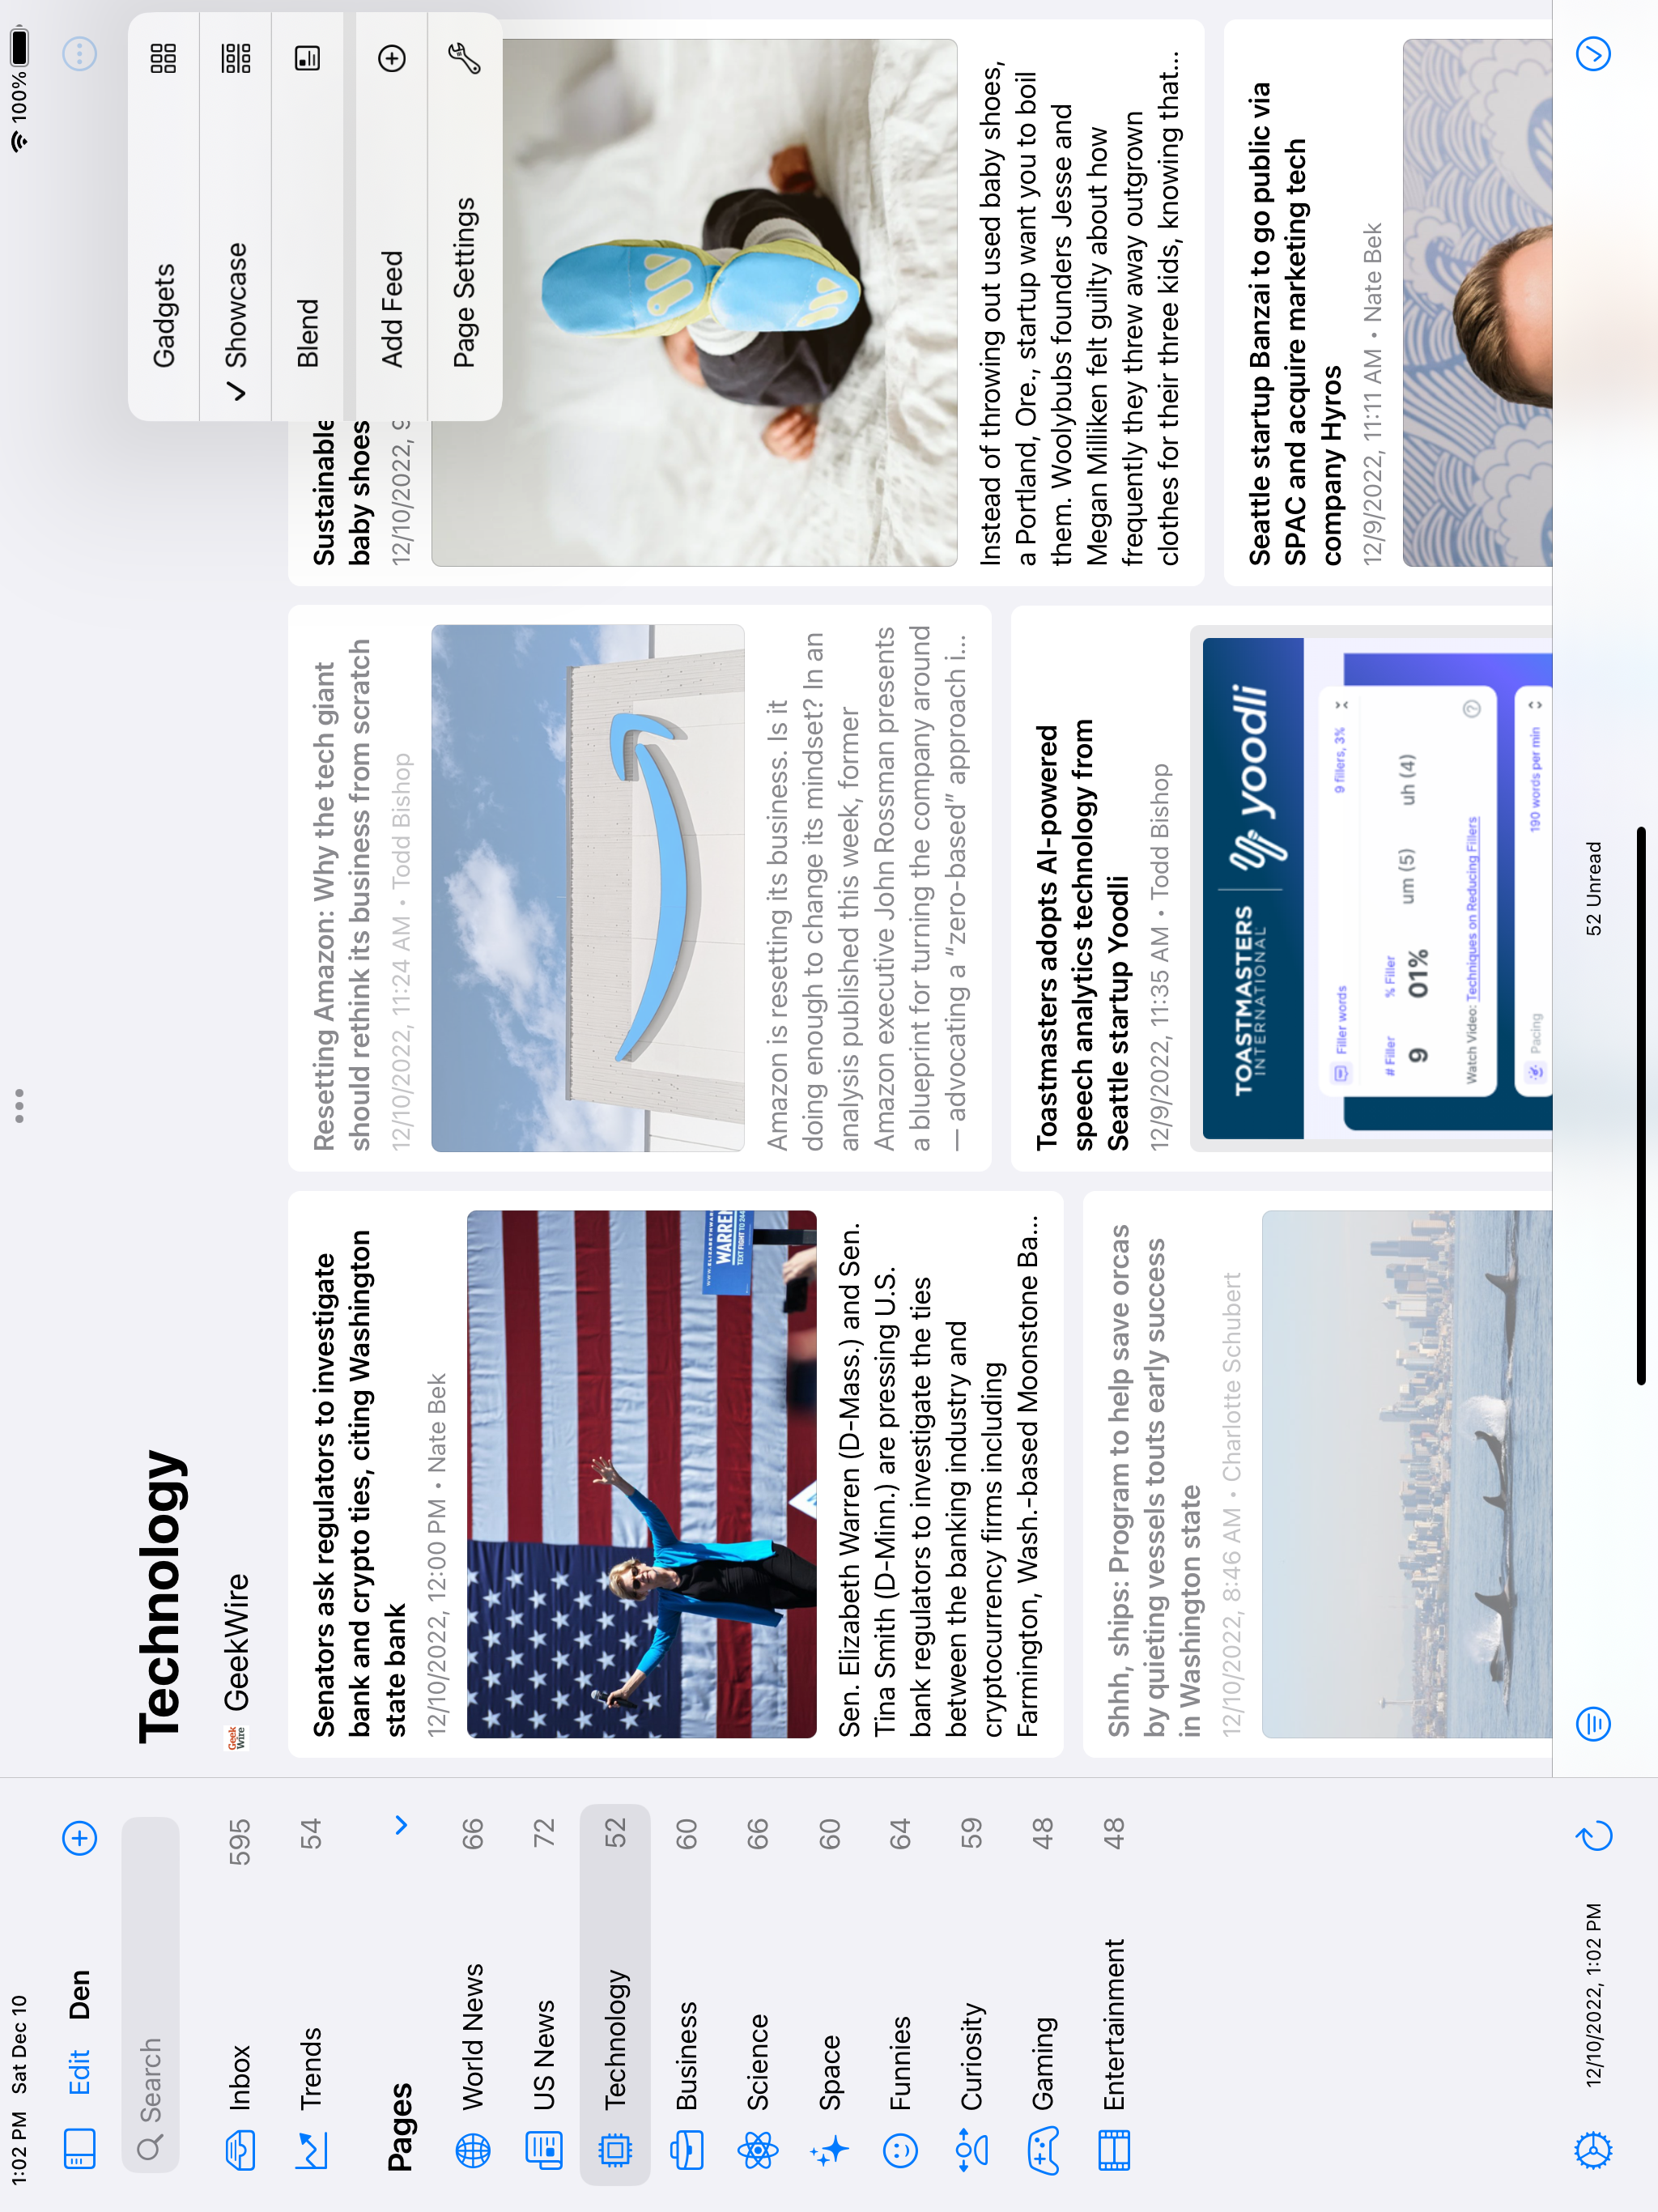 1:02 PM Sat Dec 10
100%
Edit
Den
Search
Inbox 595
Trends 54
Pages
World News 66
US News 72
Technology 52
Business 60
Science 66
Space 60
Funnies 64
Curiosity 59
Gaming 48
Entertainment 48
12/10/2022, 1:02 PM
Technology
Geek
Wire
GeekWire
Senators ask regulators to investigate
bank and crypto ties, citing Washington
state bank
12/10/2022, 12:00 PM • Nate Bek
WARREN
Sen. Elizabeth Warren (D-Mass.) and Sen.
Tina Smith (D-Minn.) are pressing U.S.
bank regulators to investigate the ties
between the banking industry and
cryptocurrency firms including
Farmington, Wash.-based Moonstone Ba...
Shhh, ships: Program to help save orcas
by quieting vessels touts early success
in Washington state
12/10/2022, 8:46 AM • Charlotte Schubert
Resetting Amazon: Why the tech giant
should rethink its business from scratch
12/10/2022, 11:24 AM • Todd Bishop
Amazon is resetting its business. Is it
doing enough to change its mindset? In an
analysis published this week, former
Amazon executive John Rossman presents
a blueprint for turning the company around
— advocating a “zero-based” approach i...
Toastmasters adopts AI-powered
speech analytics technology from
Seattle startup Yoodli
12/9/2022, 11:35 AM • Todd Bishop
TOASTMASTERS
INTERNATIONAL
yoodli
Filler words
9 fillers, 3%
# Filler
% Filler
9
01%
um (5)
uh (4)
Watch Video: Techniques on Reducing Fillers
Pacing
190 words per min
Gadgets
Showcase
Blend
Add Feed
Page Settings
Sustainable
baby shoes
12/10/2022, 9
Instead of throwing out used baby shoes,
a Portland, Ore., startup want you to boil
them. Woolybubs founders Jesse and
Megan Milliken felt guilty about how
frequently they threw away outgrown
clothes for their three kids, knowing that...
Seattle startup Banzai to go public via
SPAC and acquire marketing tech
company Hyros
12/9/2022, 11:11 AM • Nate Bek
52 Unread